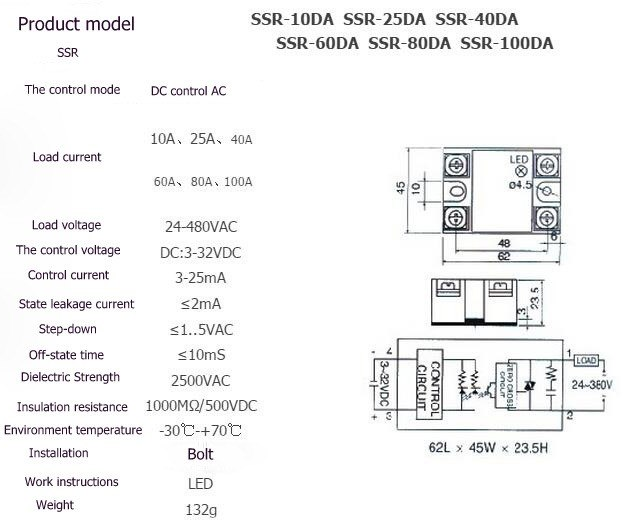 Product model SSR-10DA SSR-25DA SSR-40DA
SSR SSR-60DA SSR-80DA SSR-100DA
The control mode DC control AC
Load current 10A、25A、40A
60A、80A、100A
Load voltage 24-480VAC
The control voltage DC:3-32VDC
Control current 3-25mA
State leakage current ≤2mA
Step-down ≤1..5VAC
Off-state time ≤10mS
Dielectric Strength 2500VAC
Insulation resistance 1000MΩ/500VDC
Environment temperature -30℃-+70℃
Installation Bolt
Work instructions LED
Weight 132g
LED
ø4.5
45
10
6
48
62
23.5
3
- 4
3~32VDC
+ 3
CONTROL CIRCUIT
ZERO CROSS CIRCUIT
1
LOAD
24~380V
2
62L × 45W × 23.5H